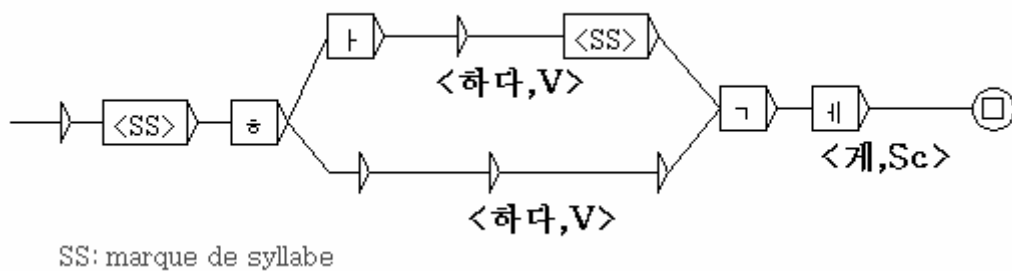 ㅏ <SS>
<하다,V>
<SS> ㅎ ㄱ ㅔ
<게,Sc>
<하다,V>
SS: marque de syllabe